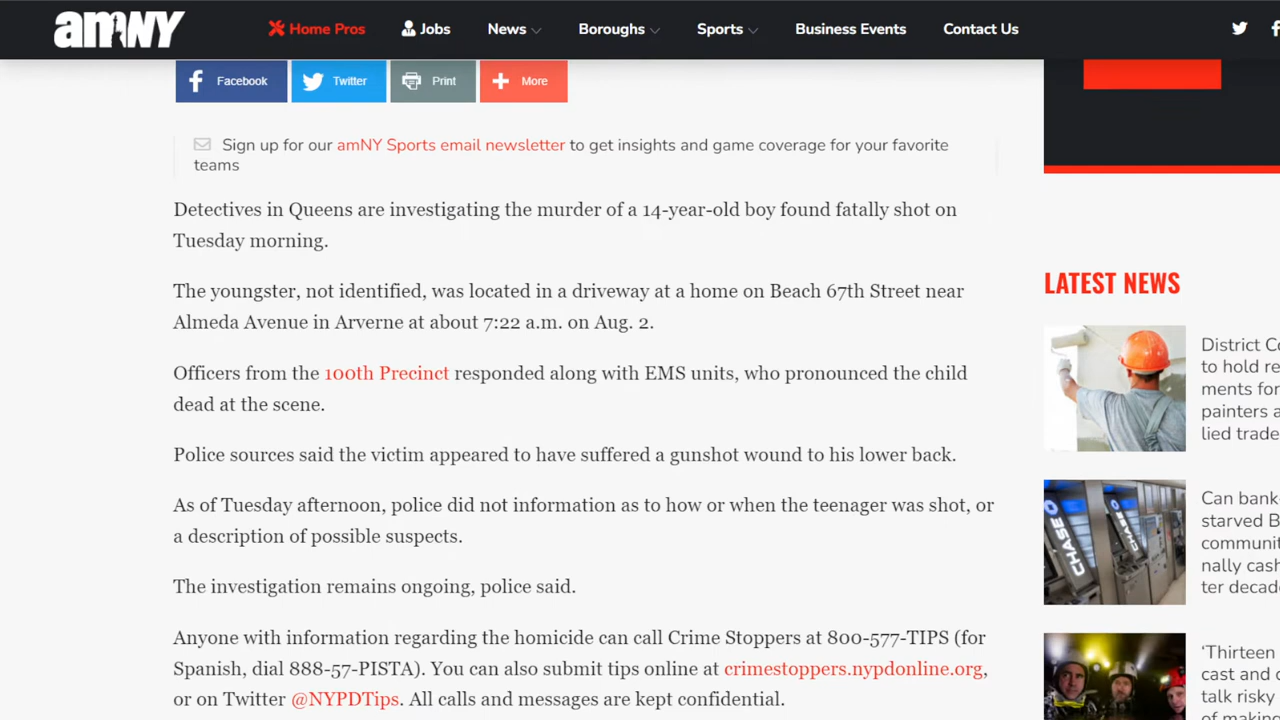 amNY
Home Pros
Jobs
News
Boroughs
Sports
Business Events
Contact Us
Facebook
Twitter
Print
More
Sign up for our amNY Sports email newsletter to get insights and game coverage for your favorite
teams
Detectives in Queens are investigating the murder of a 14-year-old boy found fatally shot on
Tuesday morning.
The youngster, not identified, was located in a driveway at a home on Beach 67th Street near
Almeda Avenue in Arverne at about 7:22 a.m. on Aug. 2.
Officers from the 100th Precinct responded along with EMS units, who pronounced the child
dead at the scene.
Police sources said the victim appeared to have suffered a gunshot wound to his lower back.
As of Tuesday afternoon, police did not information as to how or when the teenager was shot, or
a description of possible suspects.
The investigation remains ongoing, police said.
Anyone with information regarding the homicide can call Crime Stoppers at 800-577-TIPS (for
Spanish, dial 888-57-PISTA). You can also submit tips online at crimestoppers.nypdonline.org,
or on Twitter @NYPDTips. All calls and messages are kept confidential.
LATEST NEWS
District Co
to hold re
ments for
painters a
lied trade
CHASE
CHASE
Can bank-
starved B
communit
nally cash
ter decade
'Thirteen
cast and c
talk risky
of making